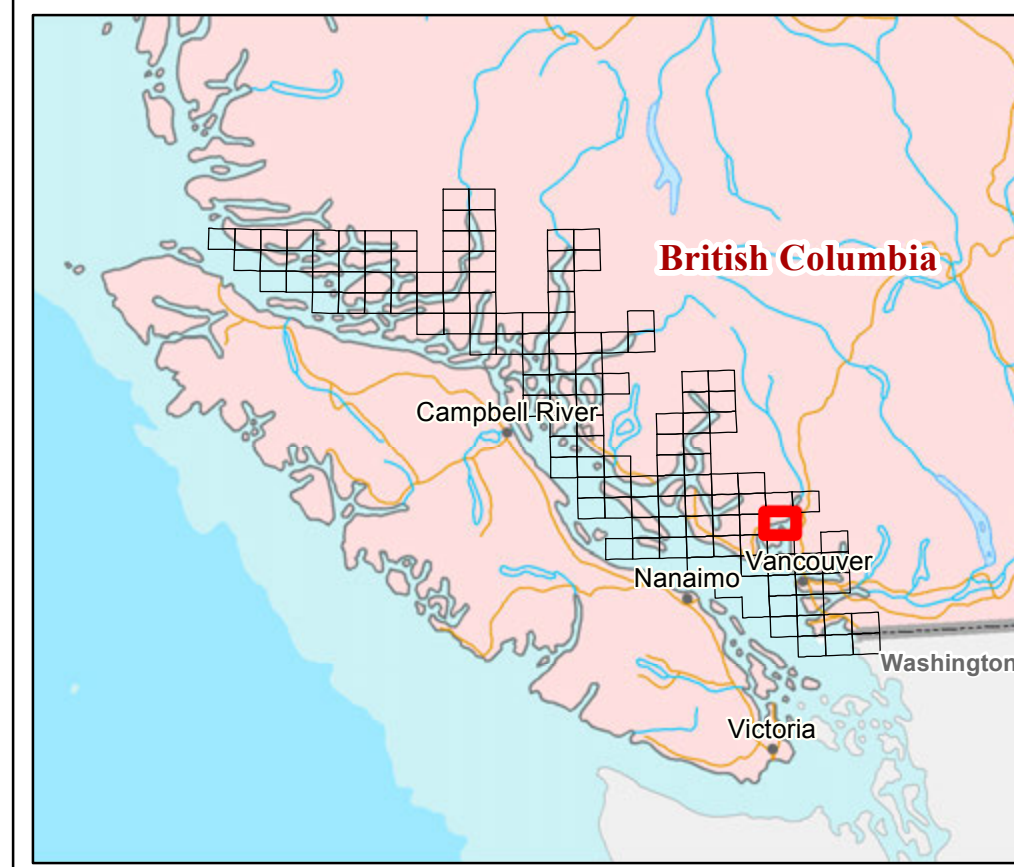 British Columbia
Campbell River
Vancouver
Nanaimo
Washington
Victoria